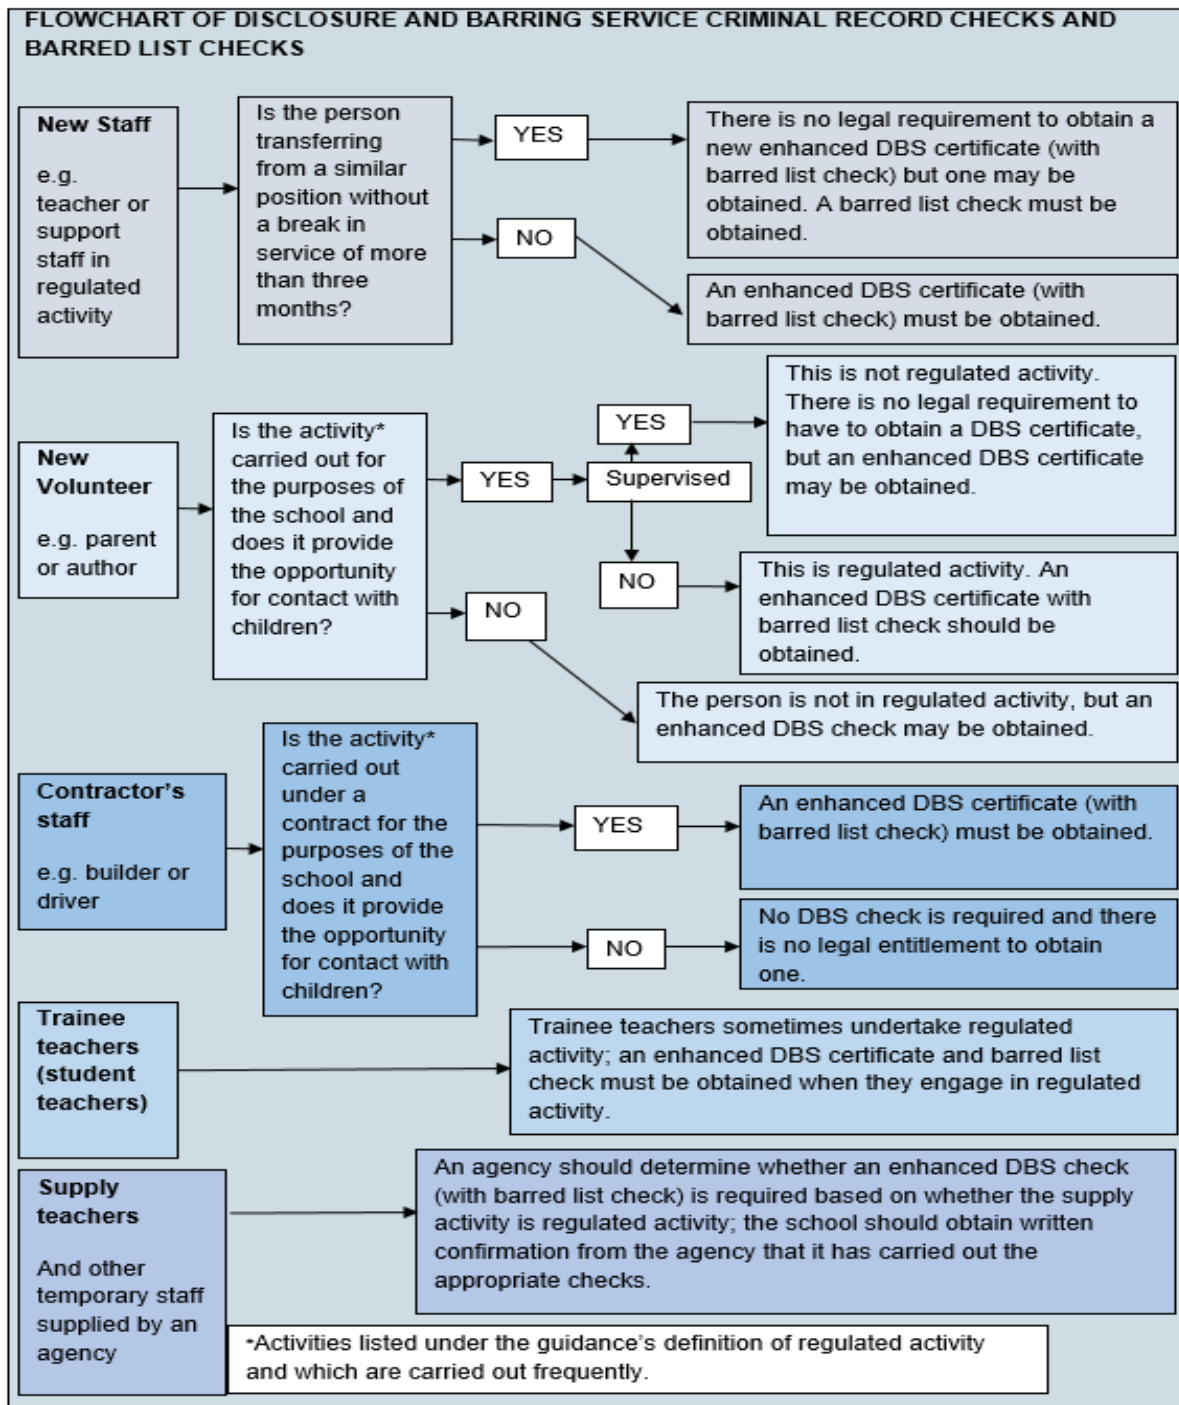 FLOWCHART OF DISCLOSURE AND BARRING SERVICE CRIMINAL RECORD CHECKS AND
BARRED LIST CHECKS
New Staff
e.g.
teacher or
support
staff in
regulated
activity
Is the person
transferring
from a similar
position without
a break in
service of more
than three
months?
YES
There is no legal requirement to obtain a
new enhanced DBS certificate (with
barred list check) but one may be
obtained. A barred list check must be
obtained.
NO
An enhanced DBS certificate (with
barred list check) must be obtained.
New
Volunteer
e.g. parent
or author
Is the activity*
carried out for
the purposes of
the school and
does it provide
the opportunity
for contact with
children?
YES
Supervised
YES
This is not regulated activity.
There is no legal requirement to
have to obtain a DBS certificate,
but an enhanced DBS certificate
may be obtained.
NO
This is regulated activity. An
enhanced DBS certificate with
barred list check should be
obtained.
NO
The person is not in regulated activity, but an
enhanced DBS check may be obtained.
Contractor's
staff
e.g. builder or
driver
Is the activity*
carried out
under a
contract for the
purposes of the
school and
does it provide
the opportunity
for contact with
children?
YES
An enhanced DBS certificate (with
barred list check) must be obtained.
NO
No DBS check is required and there
is no legal entitlement to obtain
one.
Trainee
teachers
(student
teachers)
Trainee teachers sometimes undertake regulated
activity; an enhanced DBS certificate and barred list
check must be obtained when they engage in regulated
activity.
Supply
teachers
And other
temporary staff
supplied by an
agency
An agency should determine whether an enhanced DBS check
(with barred list check) is required based on whether the supply
activity is regulated activity; the school should obtain written
confirmation from the agency that it has carried out the
appropriate checks.
*Activities listed under the guidance's definition of regulated activity
and which are carried out frequently.